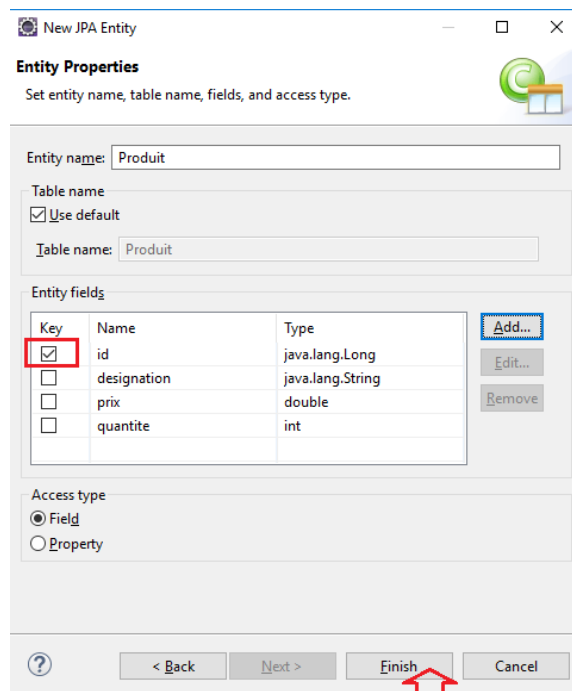 New JPA Entity
Entity Properties
Set entity name, table name, fields, and access type.
Entity name: Produit
Table name
Use default
Table name: Produit
Entity fields
Key Name Type
Add...
id java.lang.Long
Edit...
designation java.lang.String
prix double
Remove
quantite int
Access type
Field
Property
? < Back Next > Finish Cancel